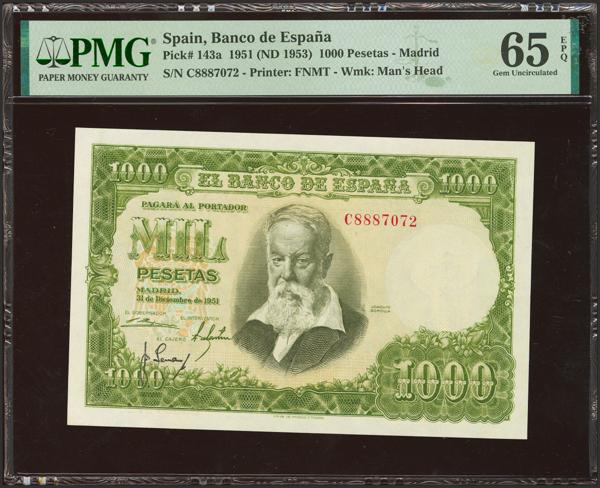 PMG
PAPER MONEY GUARANTY
Spain, Banco de España
Pick# 143a 1951 (ND 1953) 1000 Pesetas - Madrid
S/N C8887072 - Printer: FNMT - Wmk: Man's Head
65 EPQ
Gem Uncirculated
1000
EL BANCO DE ESPAÑA
1000
PAGARÁ AL PORTADOR
C8887072
MIL
PESETAS
MADRID,
31 de Diciembre de 1951
EL GOBERNADOR
EL INTERVENTOR
EL CAJERO
JOAQUÍN
SOROLLA
1000
1000